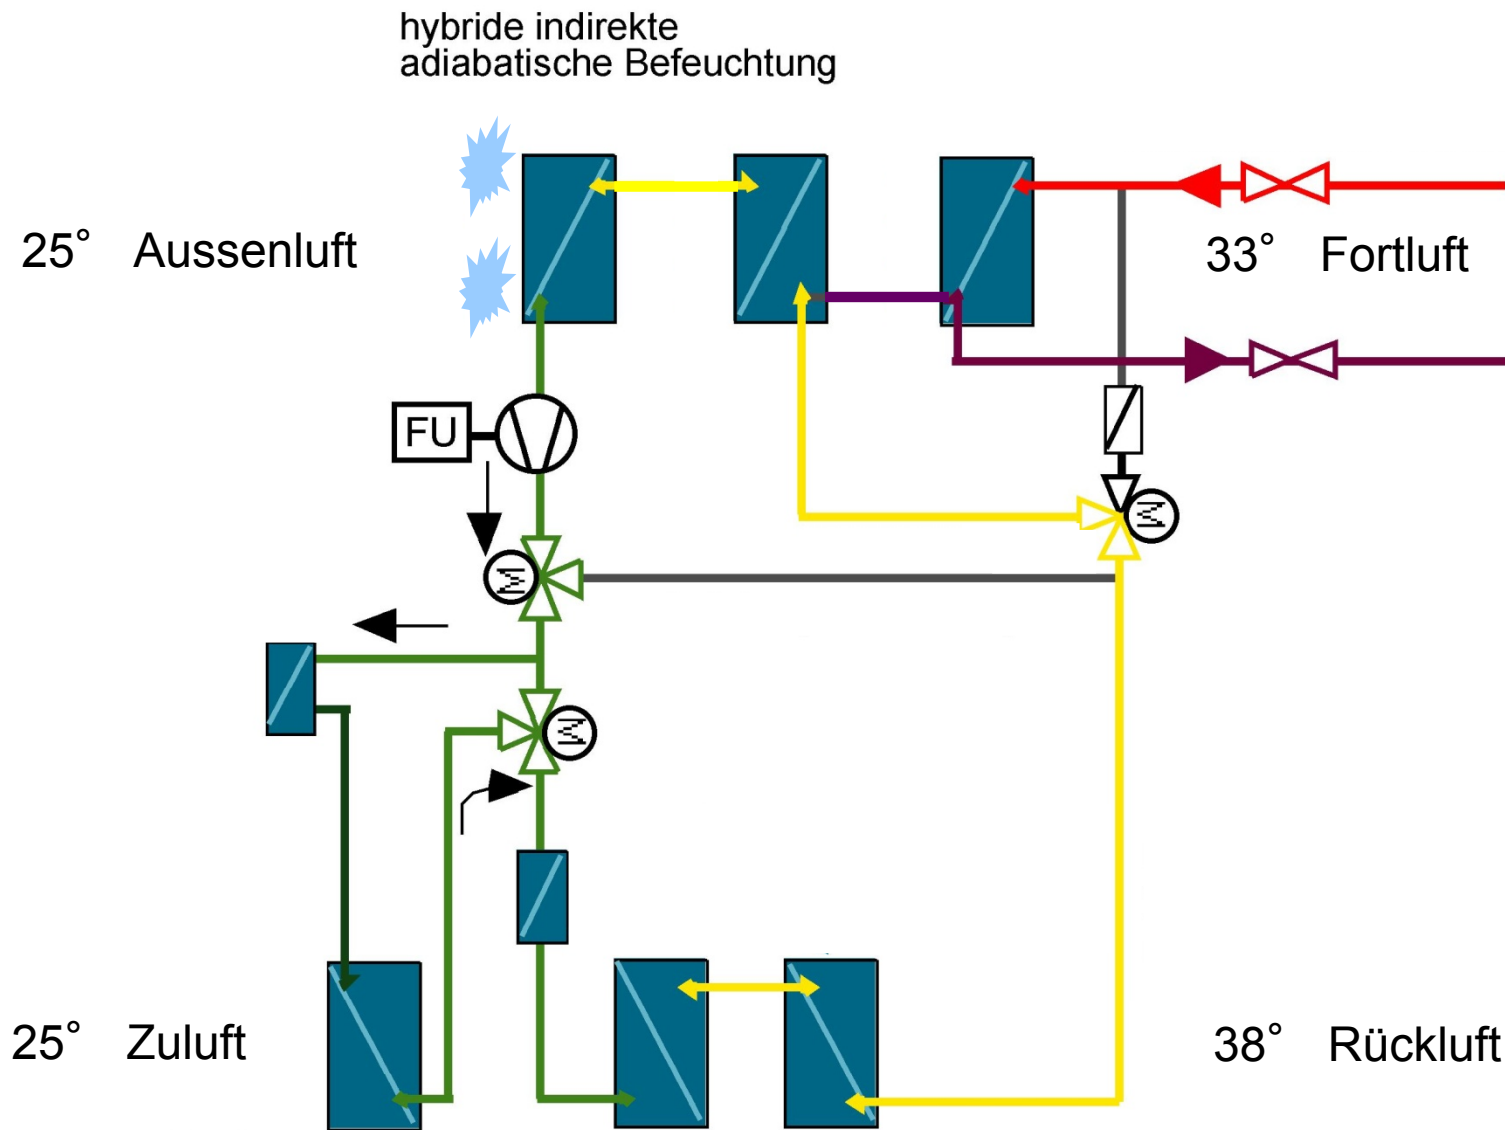 hybride indirekte
adiabatische Befeuchtung
25° Aussenluft
33° Fortluft
FU
M
M
M
25° Zuluft
38° Rückluft